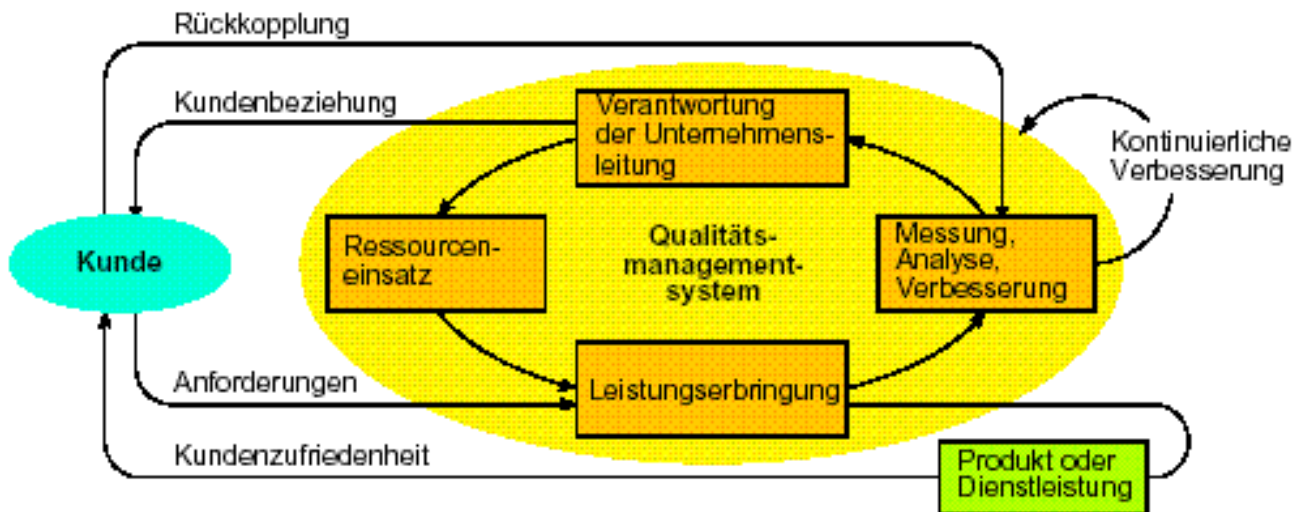 Rückkopplung
Kundenbeziehung
Verantwortung
der Unternehmens-
leitung
Kontinuierliche
Verbesserung
Kunde
Ressourcen-
einsatz
Qualitäts-
management-
system
Messung,
Analyse,
Verbesserung
Anforderungen
Leistungserbringung
Kundenzufriedenheit
Produkt oder
Dienstleistung